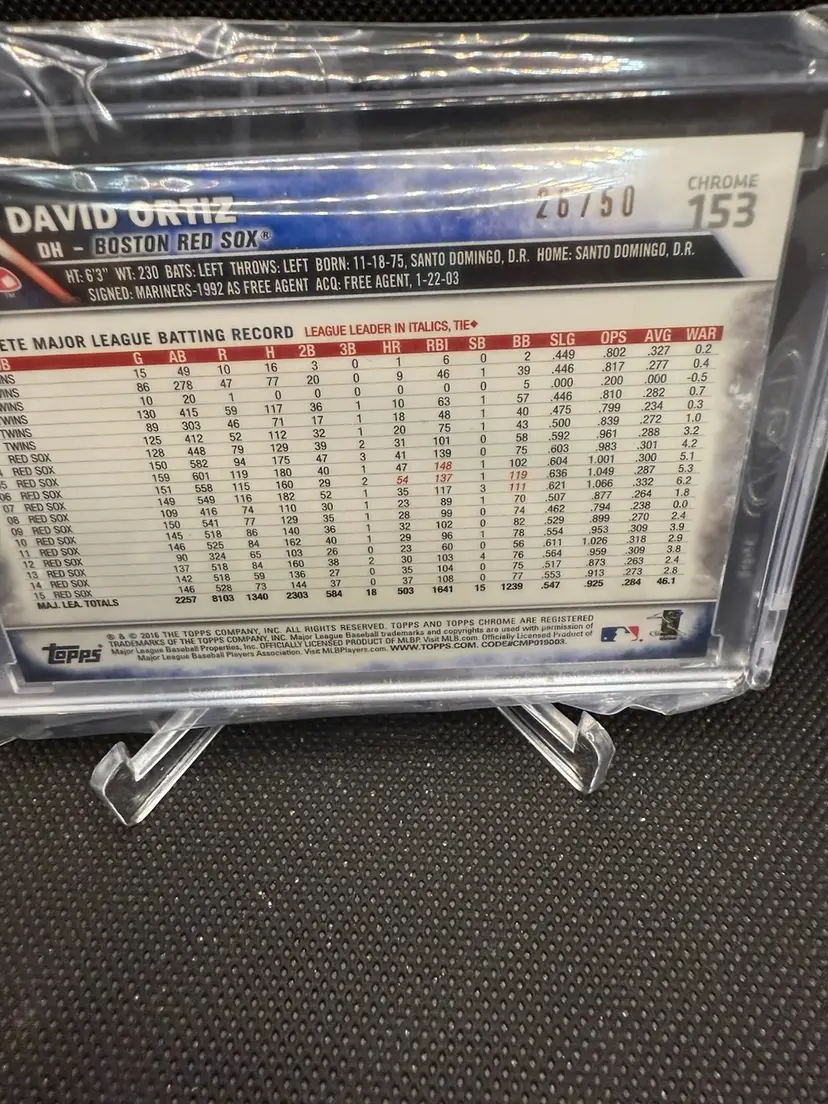 CHROME
153
26/50
DAVID ORTIZ
DH – BOSTON RED SOX®
HT: 6'3" WT: 230 BATS: LEFT THROWS: LEFT BORN: 11-18-75, SANTO DOMINGO, D.R. HOME: SANTO DOMINGO, D.R.
SIGNED: MARINERS-1992 AS FREE AGENT ACQ: FREE AGENT, 1-22-03
ETE MAJOR LEAGUE BATTING RECORD LEAGUE LEADER IN ITALICS, TIE◆
B G AB R H 2B 3B HR RBI SB BB SLG OPS AVG WAR
NS 15 49 10 16 3 0 1 6 0 2 .449 .802 .327 0.2
WINS 86 278 47 77 20 0 9 46 1 39 .446 .817 .277 0.4
WINS 10 20 1 0 0 0 0 0 0 5 .000 .200 .000 -0.5
WINS 130 415 59 117 36 1 10 63 1 57 .446 .810 .282 0.7
TWINS 89 303 46 71 17 1 18 48 1 40 .475 .799 .234 0.3
TWINS 125 412 52 112 32 1 20 75 1 43 .500 .839 .272 1.0
RED SOX 128 448 79 129 39 2 31 101 0 58 .592 .961 .288 3.2
4 RED SOX 150 582 94 175 47 3 41 139 0 75 .603 .983 .301 4.2
5 RED SOX 159 601 119 180 40 1 47 148 1 102 .604 1.001 .300 5.1
06 RED SOX 151 558 115 160 29 2 54 137 1 119 .636 1.049 .287 5.3
07 RED SOX 149 549 116 182 52 1 35 117 3 111 .621 1.066 .332 6.2
08 RED SOX 109 416 74 110 30 1 23 89 1 70 .507 .877 .264 1.8
09 RED SOX 150 541 77 129 35 1 28 99 0 74 .462 .794 .238 0.0
10 RED SOX 145 518 86 140 36 1 32 102 0 82 .529 .899 .270 2.4
11 RED SOX 146 525 84 162 40 1 29 96 1 78 .554 .953 .309 3.9
12 RED SOX 90 324 65 103 26 0 23 60 0 56 .611 1.026 .318 2.9
13 RED SOX 137 518 84 160 38 2 30 103 4 76 .564 .959 .309 3.8
14 RED SOX 142 518 59 136 27 0 35 104 0 75 .517 .873 .263 2.4
15 RED SOX 146 528 73 144 37 0 37 108 0 77 .553 .913 .273 2.8
MAJ. LEA. TOTALS 2257 8103 1340 2303 584 18 503 1641 15 1239 .547 .925 .284 46.1
Topps
® & © 2016 THE TOPPS COMPANY, INC. ALL RIGHTS RESERVED. TOPPS AND TOPPS CHROME ARE REGISTERED
TRADEMARKS OF THE TOPPS COMPANY, INC. Major League Baseball trademarks and copyrights are used with permission of
Major League Baseball Properties, Inc. OFFICIALLY LICENSED PRODUCT OF MLBP Visit MLB.com. Officially Licensed Product of
Major League Baseball Players Association. Visit MLBPlayers.com. WWW.TOPPS.COM. CODE#CMP019003.